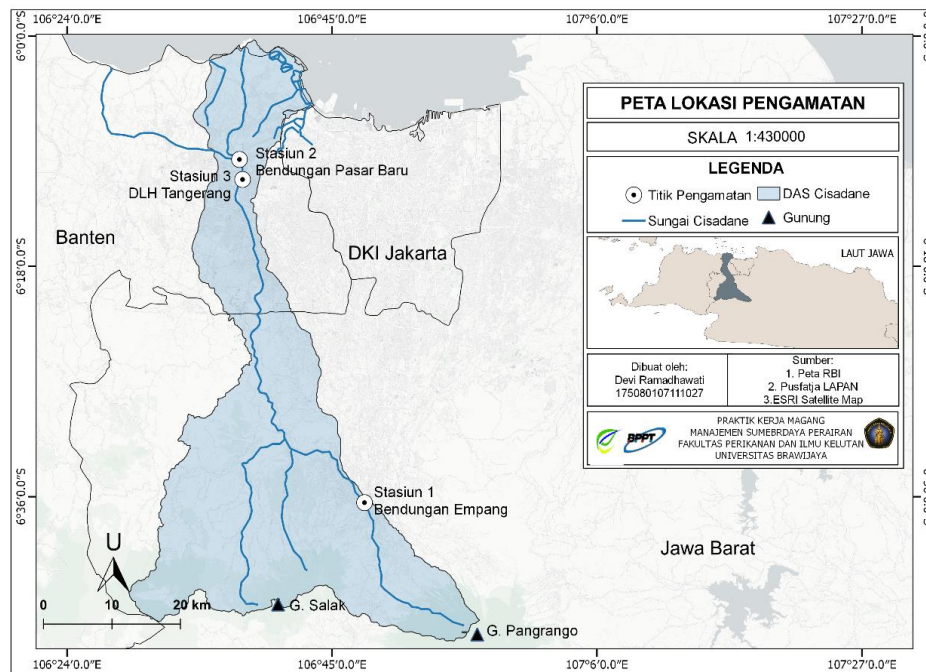 106°24'0.0"E 106°45'0.0"E 107°6'0.0"E 107°27'0.0"E
6°0'0.0"S
Stasiun 2
Bendungan Pasar Baru
Stasiun 3
DLH Tangerang
Banten
DKI Jakarta
6°18'0.0"S
Stasiun 1
Bendungan Empang
6°36'0.0"S
Jawa Barat
U
0 10 20 km
G. Salak
G. Pangrango
106°24'0.0"E 106°45'0.0"E 107°6'0.0"E 107°27'0.0"E
PETA LOKASI PENGAMATAN
SKALA 1:430000
LEGENDA
Titik Pengamatan DAS Cisadane
Sungai Cisadane Gunung
LAUT JAWA
Dibuat oleh:
Devi Ramadhawati
175080107111027
Sumber:
1. Peta RBI
2. Pusfatja LAPAN
3.ESRI Satellite Map
BPPT
PRAKTIK KERJA MAGANG
MANAJEMEN SUMEBRDAYA PERAIRAN
FAKULTAS PERIKANAN DAN ILMU KELUTAN
UNIVERSITAS BRAWIJAYA